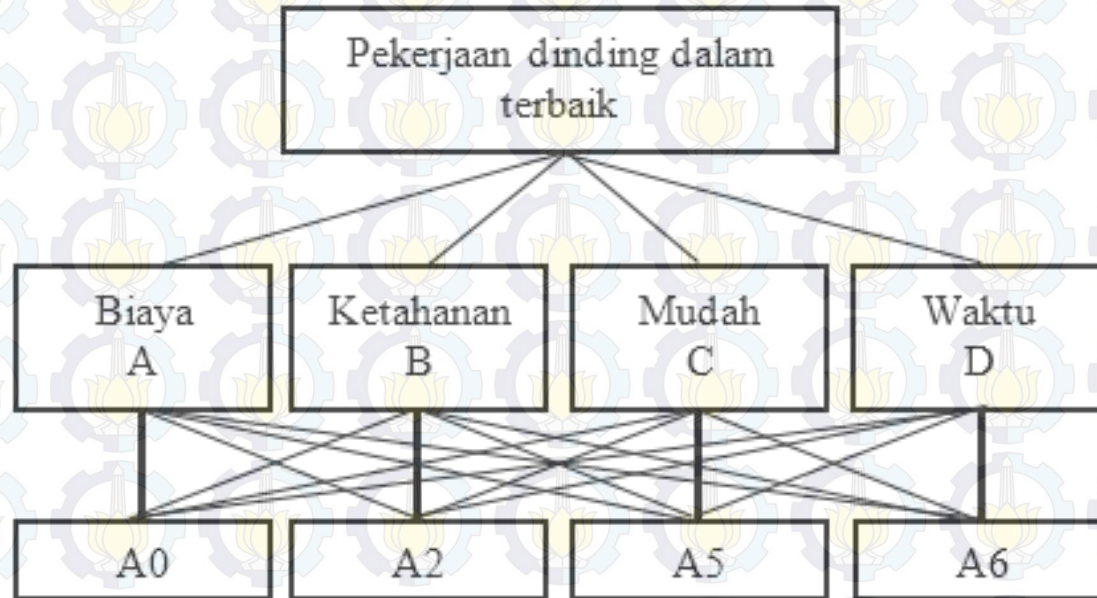 Pekerjaan dinding dalam
terbaik
Biaya
A
Ketahanan
B
Mudah
C
Waktu
D
A0
A2
A5
A6